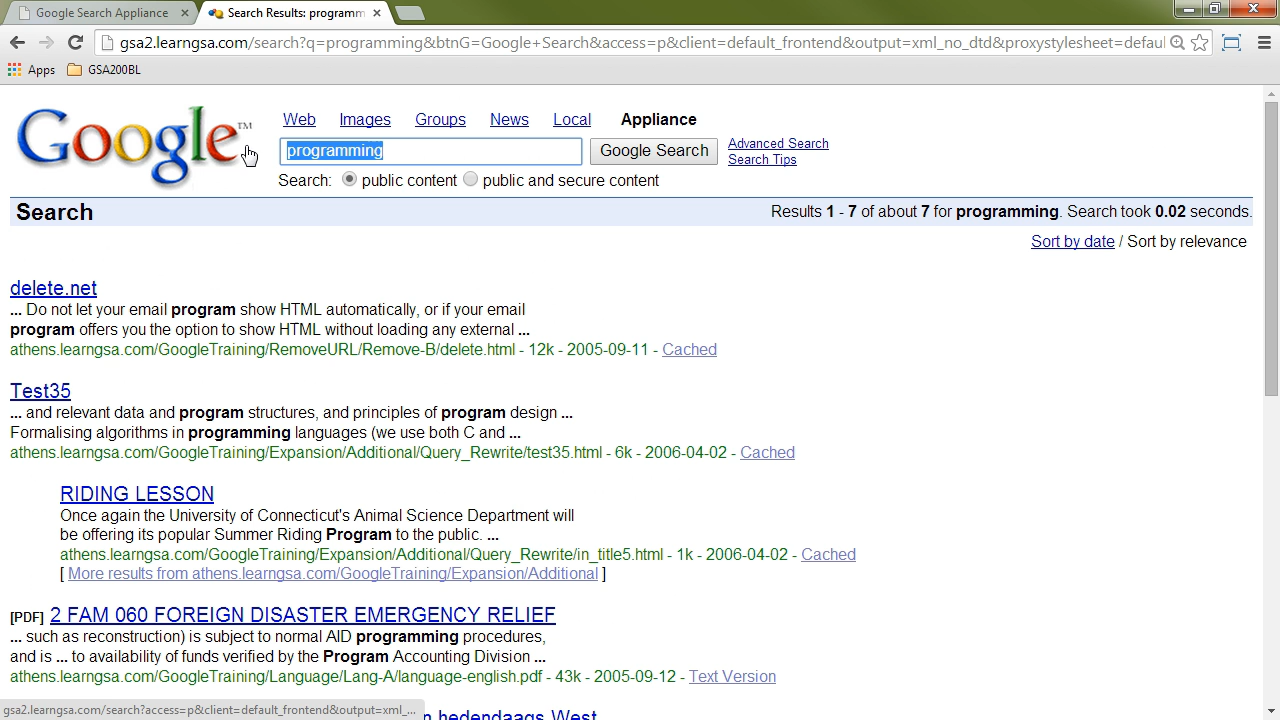 Google Search Appliance
Search Results: programm
gsa2.learngsa.com/search?q=programming&btnG=Google+Search&access=p&client=default_frontend&output=xml_no_dtd&proxystylesheet=defaul
Apps GSA200BL
Google™
Web Images Groups News Local Appliance
programming Google Search Advanced Search
Search Tips
Search: public content public and secure content
Search Results 1 - 7 of about 7 for programming. Search took 0.02 seconds.
Sort by date / Sort by relevance
delete.net
... Do not let your email program show HTML automatically, or if your email
program offers you the option to show HTML without loading any external ...
athens.learngsa.com/GoogleTraining/RemoveURL/Remove-B/delete.html - 12k - 2005-09-11 - Cached
Test35
... and relevant data and program structures, and principles of program design ...
Formalising algorithms in programming languages (we use both C and ...
athens.learngsa.com/GoogleTraining/Expansion/Additional/Query_Rewrite/test35.html - 6k - 2006-04-02 - Cached
RIDING LESSON
Once again the University of Connecticut's Animal Science Department will
be offering its popular Summer Riding Program to the public. ...
athens.learngsa.com/GoogleTraining/Expansion/Additional/Query_Rewrite/in_title5.html - 1k - 2006-04-02 - Cached
[ More results from athens.learngsa.com/GoogleTraining/Expansion/Additional ]
[PDF] 2 FAM 060 FOREIGN DISASTER EMERGENCY RELIEF
... such as reconstruction) is subject to normal AID programming procedures,
and is ... to availability of funds verified by the Program Accounting Division ...
athens.learngsa.com/GoogleTraining/Language/Lang-A/language-english.pdf - 43k - 2005-09-12 - Text Version
gsa2.learngsa.com/search?access=p&client=default_frontend&output=xml_... n hedendaags West